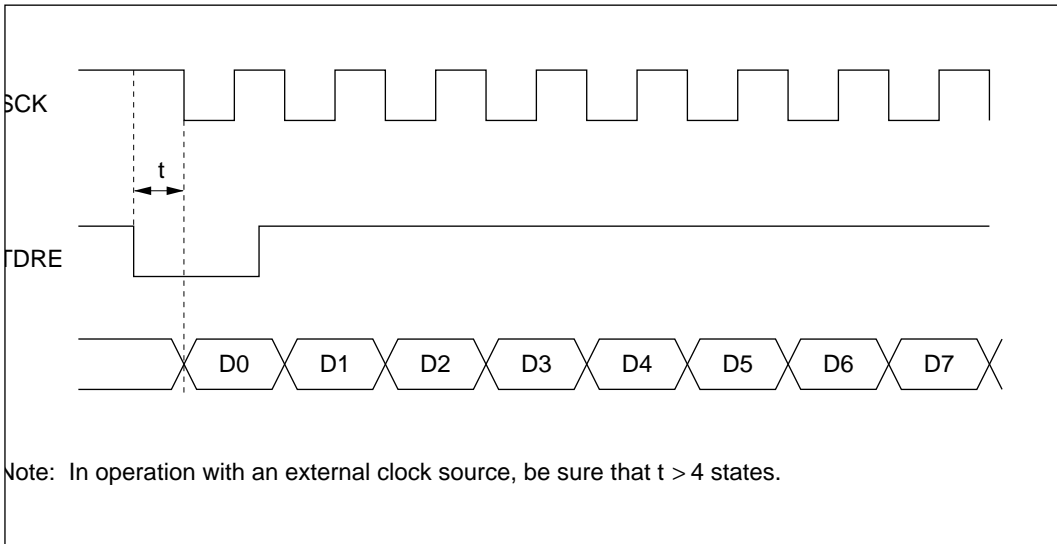 SCK
t
TDRE
D0 D1 D2 D3 D4 D5 D6 D7
Note: In operation with an external clock source, be sure that t > 4 states.